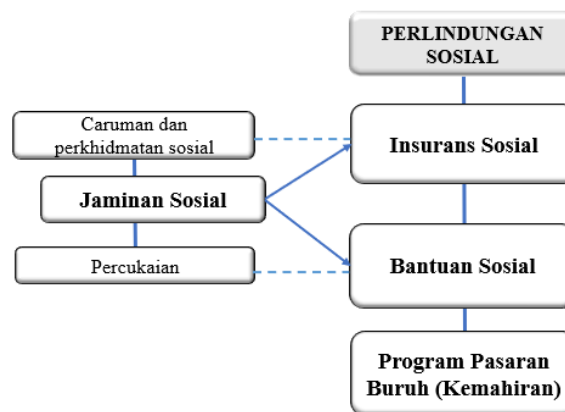 PERLINDUNGAN
SOSIAL
Caruman dan
perkhidmatan sosial
Insurans Sosial
Jaminan Sosial
Percukaian
Bantuan Sosial
Program Pasaran
Buruh (Kemahiran)